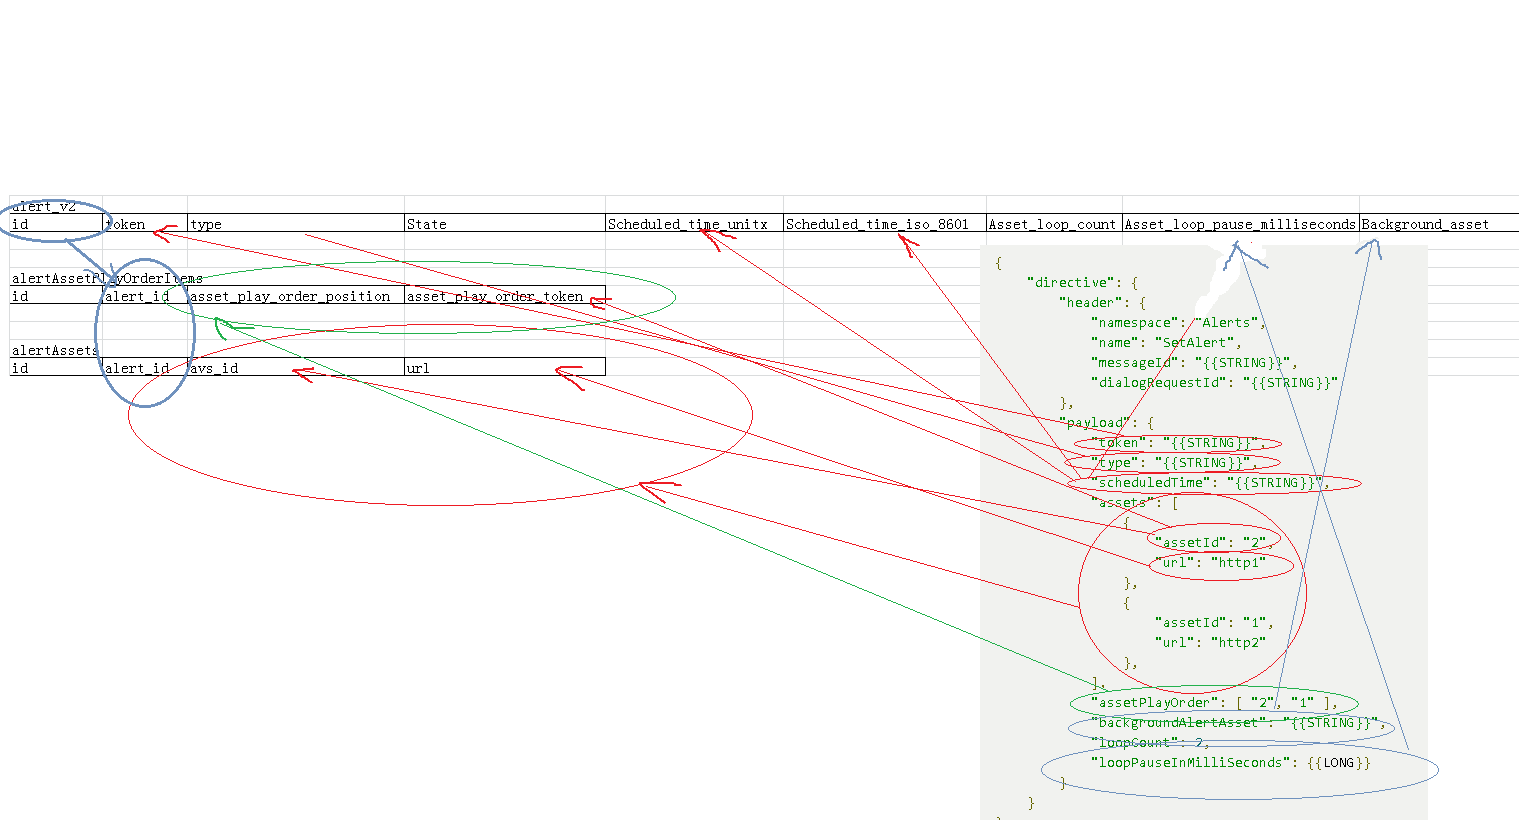 alert_v2
id token type State Scheduled_time_unitx Scheduled_time_iso_8601 Asset_loop_count Asset_loop_pause_milliseconds Background_asset
alertAssetPlayOrderItems
id alert_id asset_play_order_position asset_play_order_token
alertAssets
id alert_id avs_id url
{
"directive": {
"header": {
"namespace": "Alerts",
"name": "SetAlert",
"messageId": "{{STRING}}",
"dialogRequestId": "{{STRING}}"
},
"payload": {
"token": "{{STRING}}",
"type": "{{STRING}}",
"scheduledTime": "{{STRING}}",
"assets": [
{
"assetId": "2",
"url": "http1"
},
{
"assetId": "1",
"url": "http2"
},
],
"assetPlayOrder": [ "2", "1" ],
"backgroundAlertAsset": "{{STRING}}",
"loopCount": 2,
"loopPauseInMilliSeconds": {{LONG}}
}
}